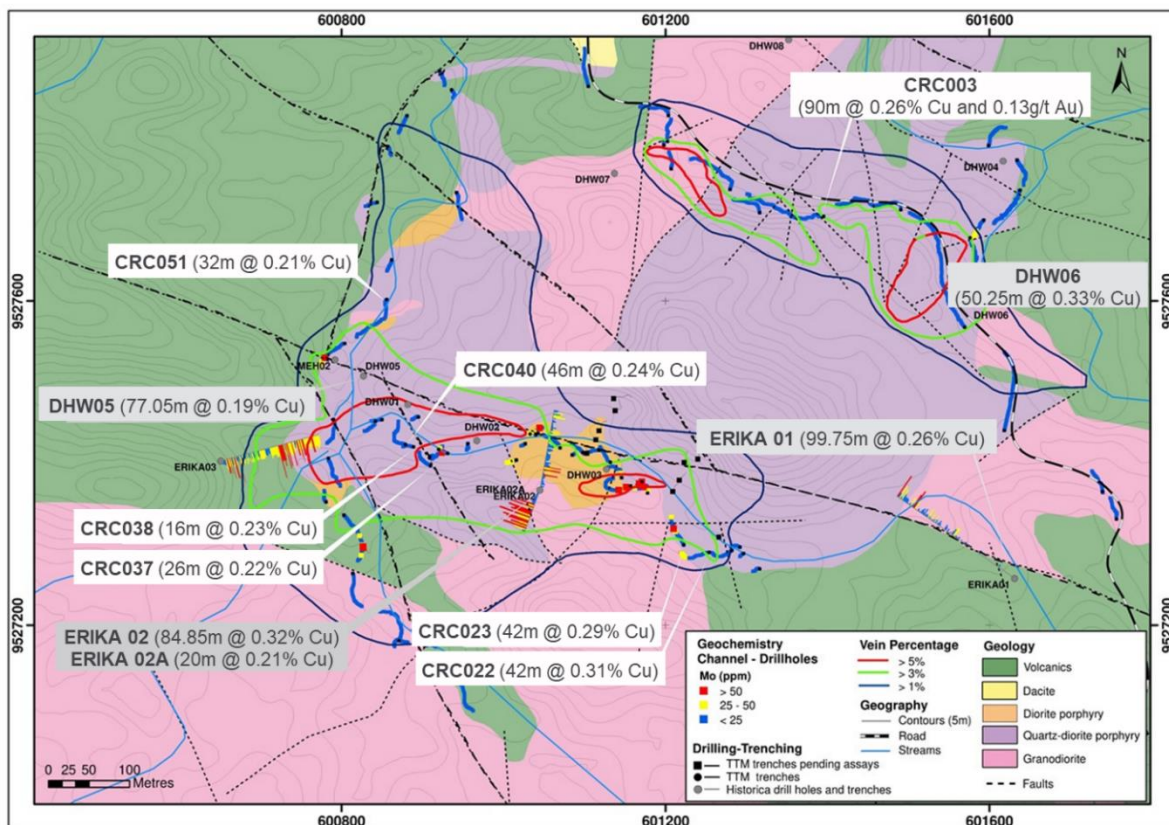 600800
601200
601600
DHW08
N
CRC003
(90m @ 0.26% Cu and 0.13g/t Au)
DHW07
DHW04
CRC051
(32m @ 0.21% Cu)
DHW06
(50.25m @ 0.33% Cu)
9527600
9527600
DHW06
MEH02
DHW05
CRC040 (46m @ 0.24% Cu)
DHW05 (77.05m @ 0.19% Cu)
DHW01
DHW02
ERIKA 01 (99.75m @ 0.26% Cu)
ERIKA03
DHW03
ERIKA02A
ERIKA02
CRC038
(16m @ 0.23% Cu)
CRC037
(26m @ 0.22% Cu)
ERIKA01
ERIKA 02 (84.85m @ 0.32% Cu)
ERIKA 02A (20m @ 0.21% Cu)
CRC023 (42m @ 0.29% Cu)
CRC022 (42m @ 0.31% Cu)
9527200
9527200
Geochemistry
Channel - Drillholes
Mo (ppm)
> 50
25 - 50
< 25
Drilling-Trenching
TTM trenches pending assays
TTM trenches
Historica drill holes and trenches
Vein Percentage
> 5%
> 3%
> 1%
Geography
Contours (5m)
Road
Streams
Geology
Volcanics
Dacite
Diorite porphyry
Quartz-diorite porphyry
Granodiorite
Faults
0 25 50 100
Metres
600800
601200
601600